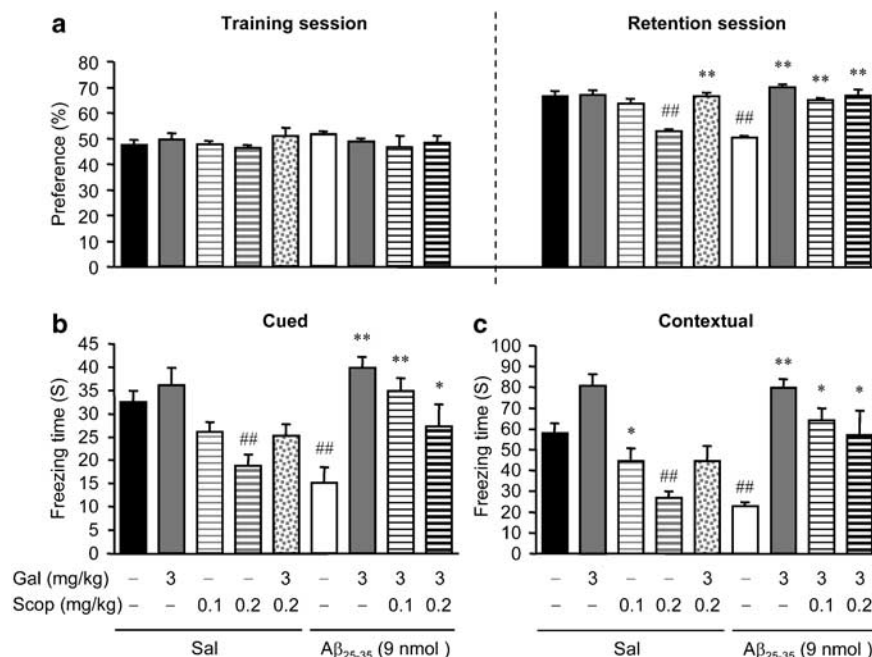 a Training session Retention session
80
70
60
50
40
30
20
10
0
Preference (%)
## ** ## ** ** **
b Cued
45
40
35
30
25
20
15
10
5
0
Freezing time (S)
## ## ** ** *
c Contextual
100
90
80
70
60
50
40
30
20
10
0
Freezing time (S)
* ## ## ** * *
Gal (mg/kg) – 3 – – 3 – 3 3 3 – 3 – – 3 – 3 3 3
Scop (mg/kg) – – 0.1 0.2 0.2 – – 0.1 0.2 – – 0.1 0.2 0.2 – – 0.1 0.2
Sal Aβ25-35 (9 nmol) Sal Aβ25-35 (9 nmol)